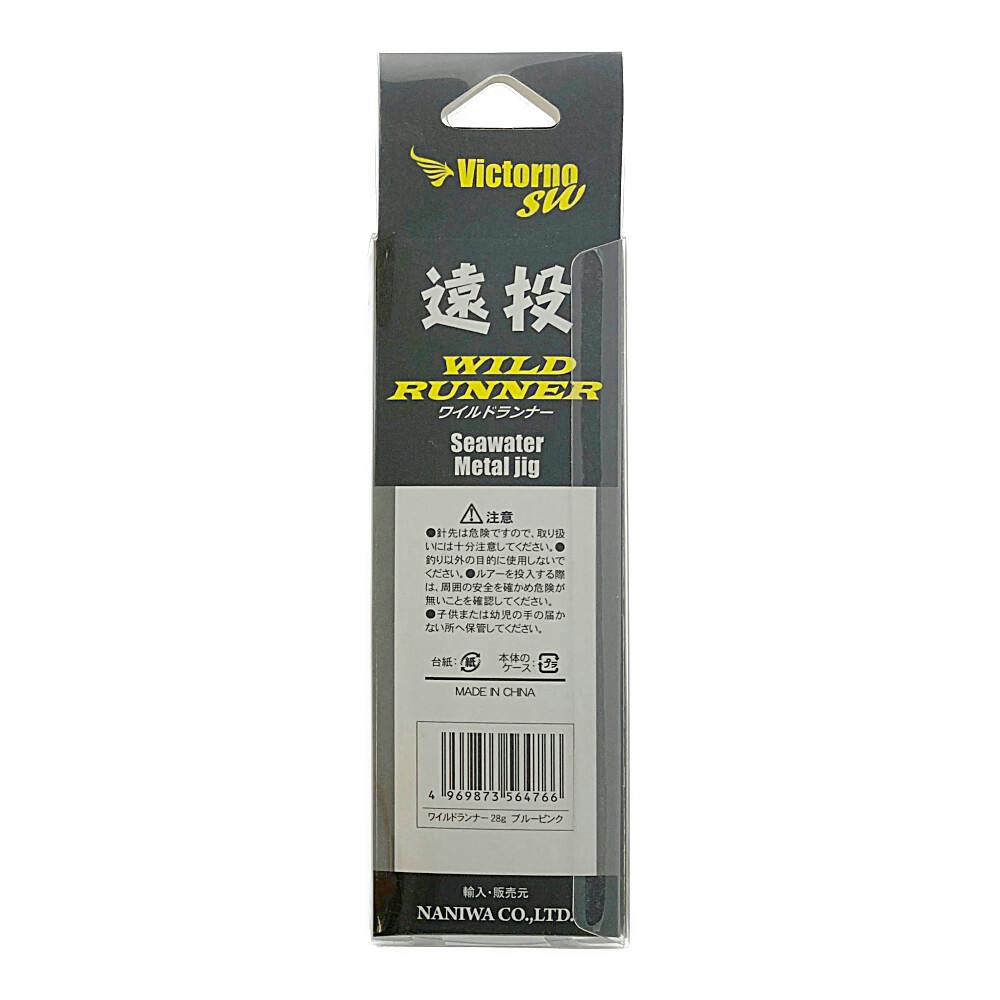 Victorno
SW
遠投
WILD
RUNNER
ワイルドランナー
Seawater
Metal jig
注意
●針先は危険ですので、取り扱
いには十分注意してください。●
釣り以外の目的に使用しないで
ください。●ルアーを投入する際
は、周囲の安全を確かめ危険が
無いことを確認してください。
●子供または幼児の手の届か
ない所へ保管してください。
台紙: 紙 本体の
ケース: プラ
MADE IN CHINA
4 969873 564766
ワイルドランナー 28g ブルーピンク
輸入・販売元
NANIWA CO.,LTD.